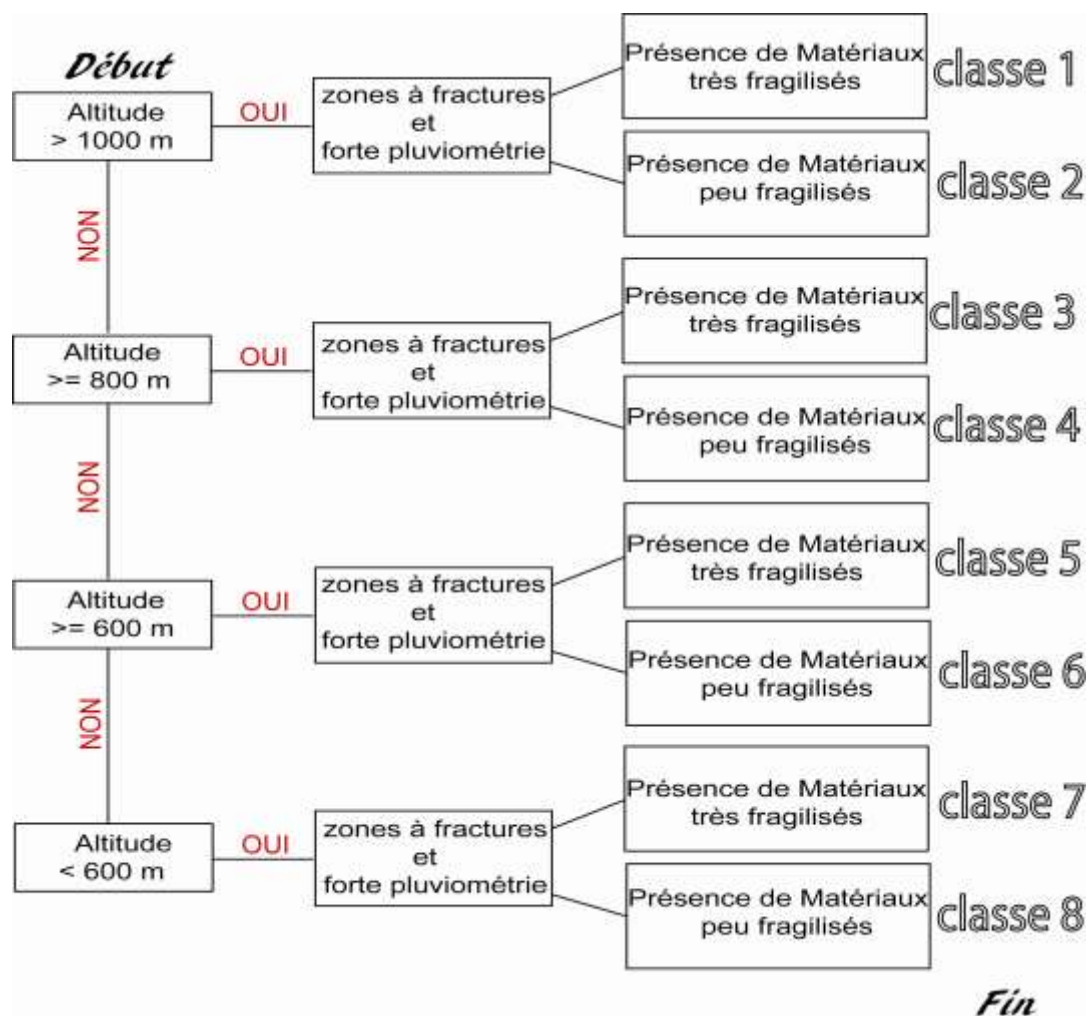 Début
Altitude
> 1000 m
OUI
zones à fractures
et
forte pluviométrie
Présence de Matériaux
très fragilisés
classe 1
Présence de Matériaux
peu fragilisés
classe 2
NON
Altitude
>= 800 m
OUI
zones à fractures
et
forte pluviométrie
Présence de Matériaux
très fragilisés
classe 3
Présence de Matériaux
peu fragilisés
classe 4
NON
Altitude
>= 600 m
OUI
zones à fractures
et
forte pluviométrie
Présence de Matériaux
très fragilisés
classe 5
Présence de Matériaux
peu fragilisés
classe 6
NON
Altitude
< 600 m
OUI
zones à fractures
et
forte pluviométrie
Présence de Matériaux
très fragilisés
classe 7
Présence de Matériaux
peu fragilisés
classe 8
Fin